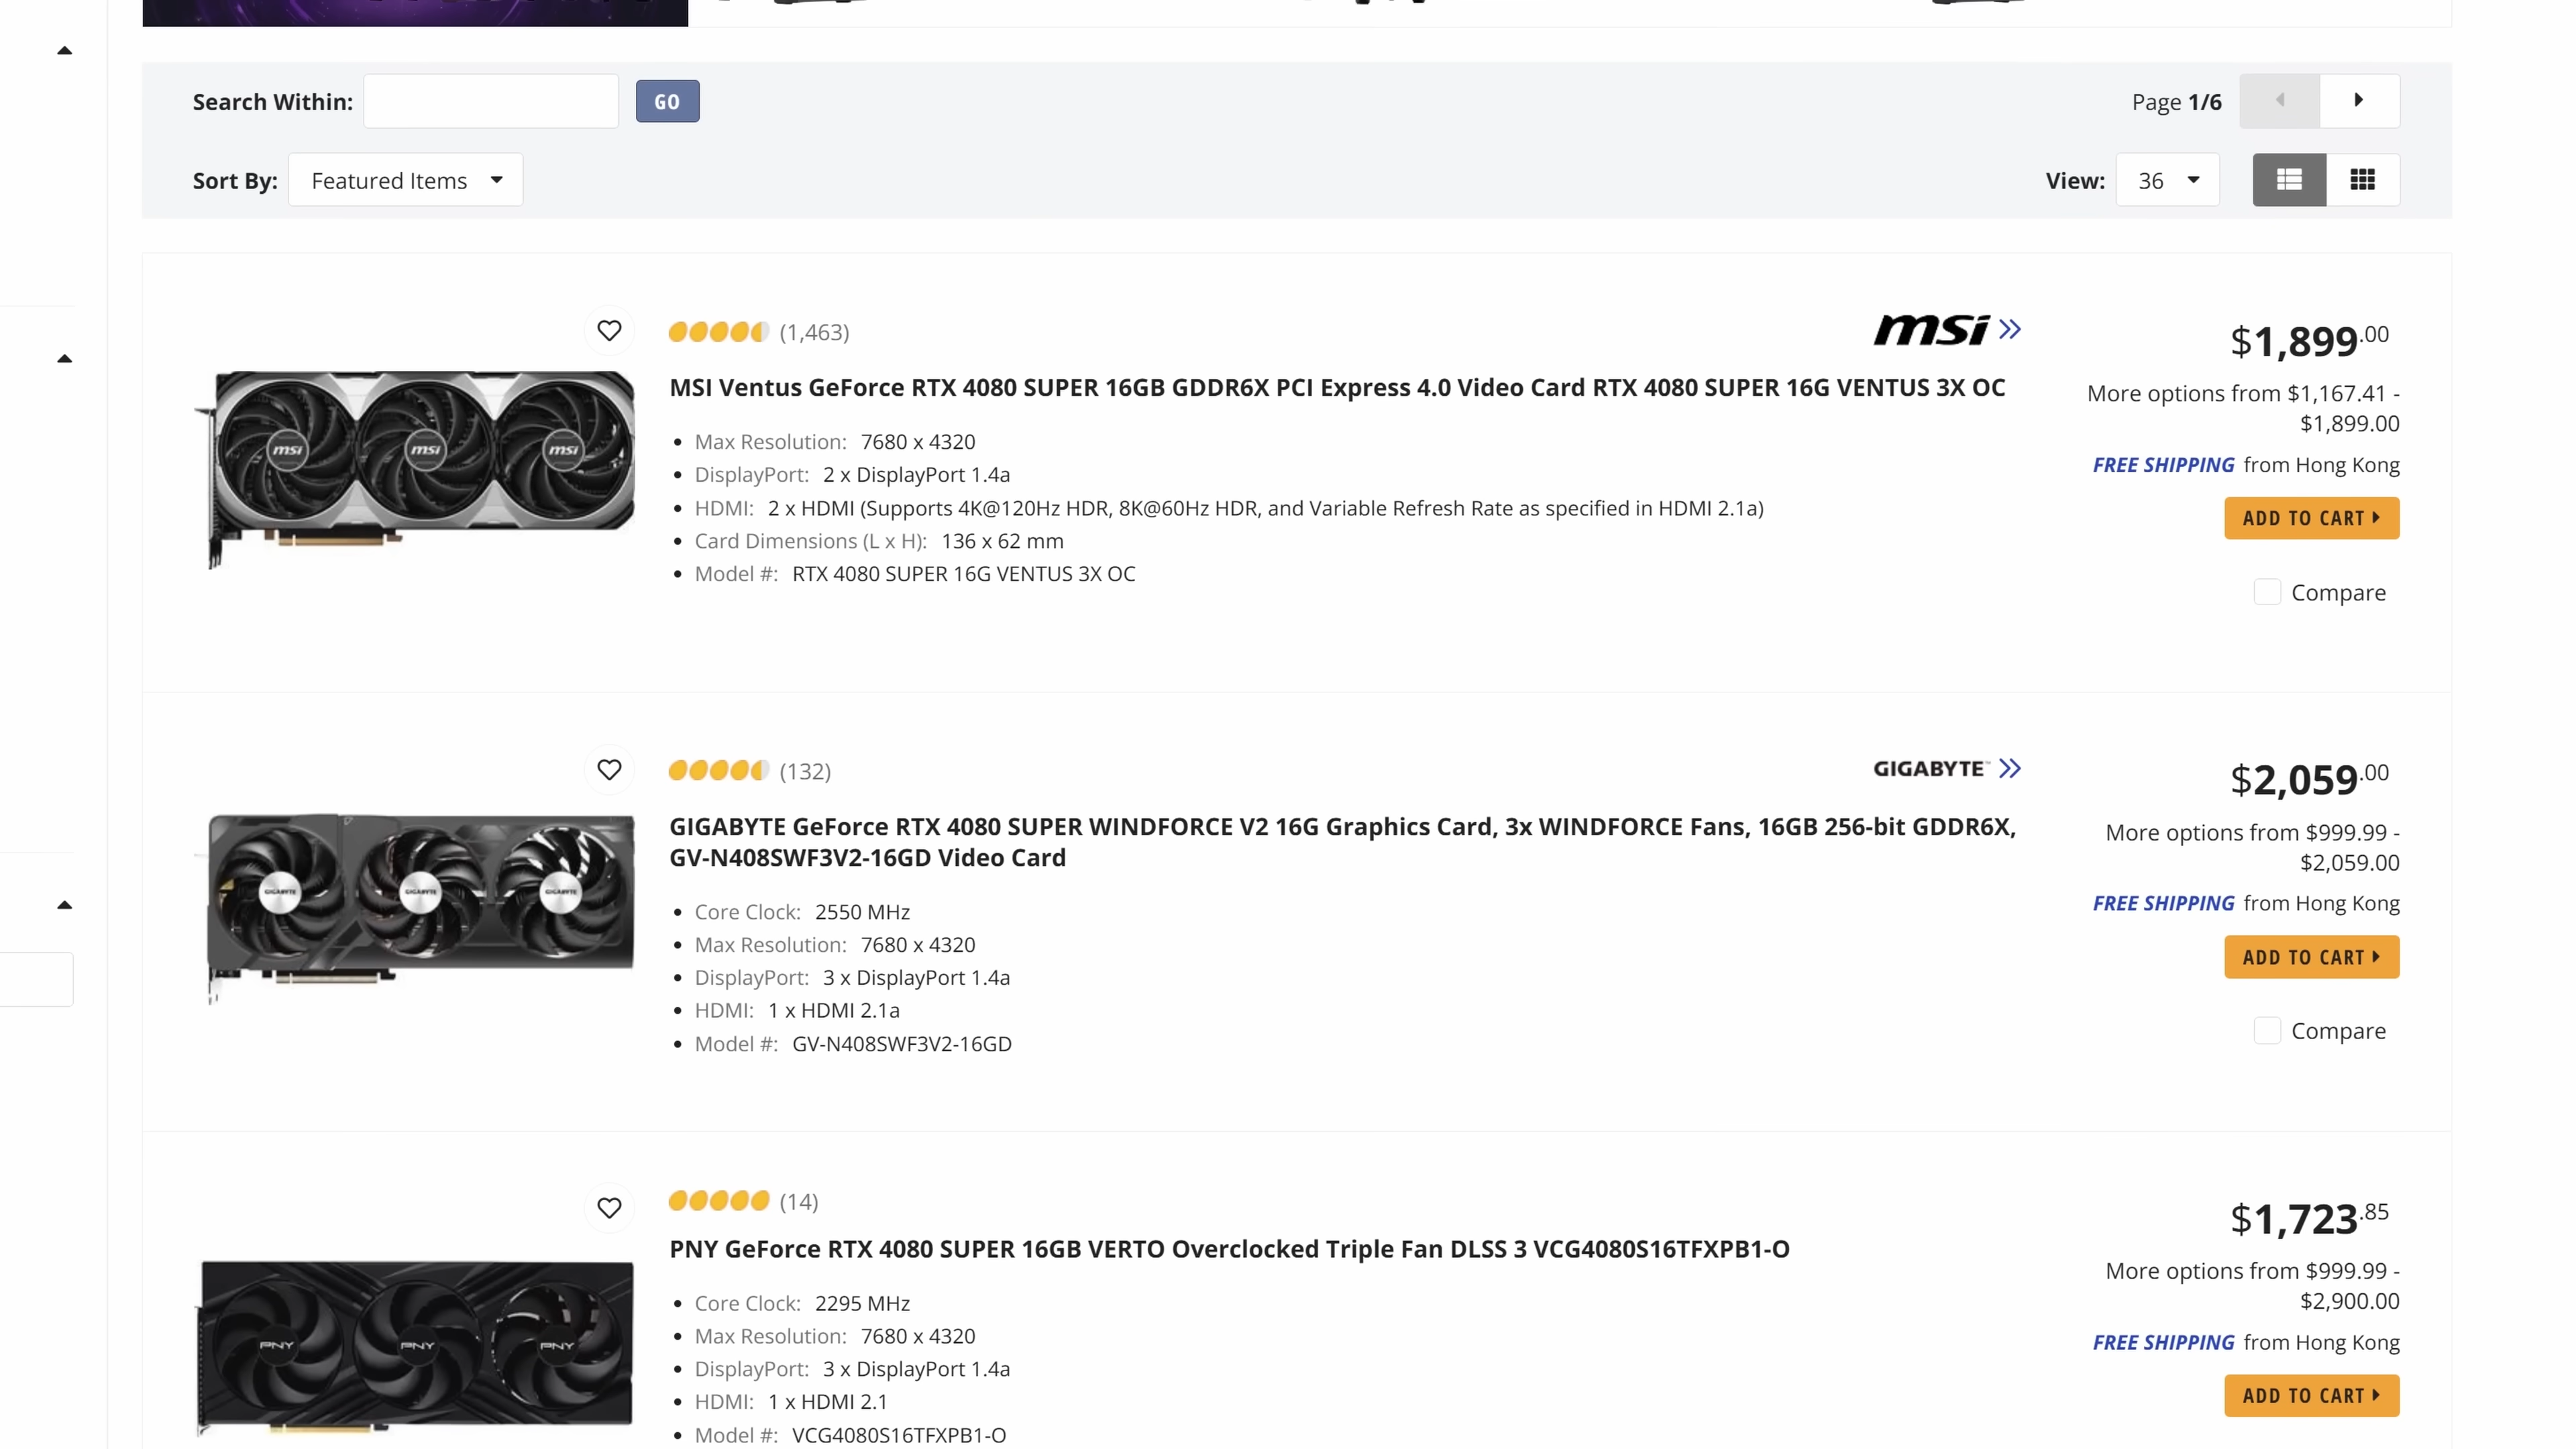 Search Within:
GO
Page 1/6
Sort By: Featured Items
View: 36
(1,463)
msi
$1,899.00
MSI Ventus GeForce RTX 4080 SUPER 16GB GDDR6X PCI Express 4.0 Video Card RTX 4080 SUPER 16G VENTUS 3X OC
msi
msi
msi
Max Resolution: 7680 x 4320
DisplayPort: 2 x DisplayPort 1.4a
HDMI: 2 x HDMI (Supports 4K@120Hz HDR, 8K@60Hz HDR, and Variable Refresh Rate as specified in HDMI 2.1a)
Card Dimensions (L x H): 136 x 62 mm
Model #: RTX 4080 SUPER 16G VENTUS 3X OC
More options from $1,167.41 -
$1,899.00
FREE SHIPPING from Hong Kong
ADD TO CART
Compare
(132)
GIGABYTE
$2,059.00
GIGABYTE GeForce RTX 4080 SUPER WINDFORCE V2 16G Graphics Card, 3x WINDFORCE Fans, 16GB 256-bit GDDR6X,
GV-N408SWF3V2-16GD Video Card
GIGABYTE
GIGABYTE
GIGABYTE
Core Clock: 2550 MHz
Max Resolution: 7680 x 4320
DisplayPort: 3 x DisplayPort 1.4a
HDMI: 1 x HDMI 2.1a
Model #: GV-N408SWF3V2-16GD
More options from $999.99 -
$2,059.00
FREE SHIPPING from Hong Kong
ADD TO CART
Compare
(14)
$1,723.85
PNY GeForce RTX 4080 SUPER 16GB VERTO Overclocked Triple Fan DLSS 3 VCG4080S16TFXPB1-O
PNY
PNY
PNY
Core Clock: 2295 MHz
Max Resolution: 7680 x 4320
DisplayPort: 3 x DisplayPort 1.4a
HDMI: 1 x HDMI 2.1
Model #: VCG4080S16TFXPB1-O
More options from $999.99 -
$2,900.00
FREE SHIPPING from Hong Kong
ADD TO CART